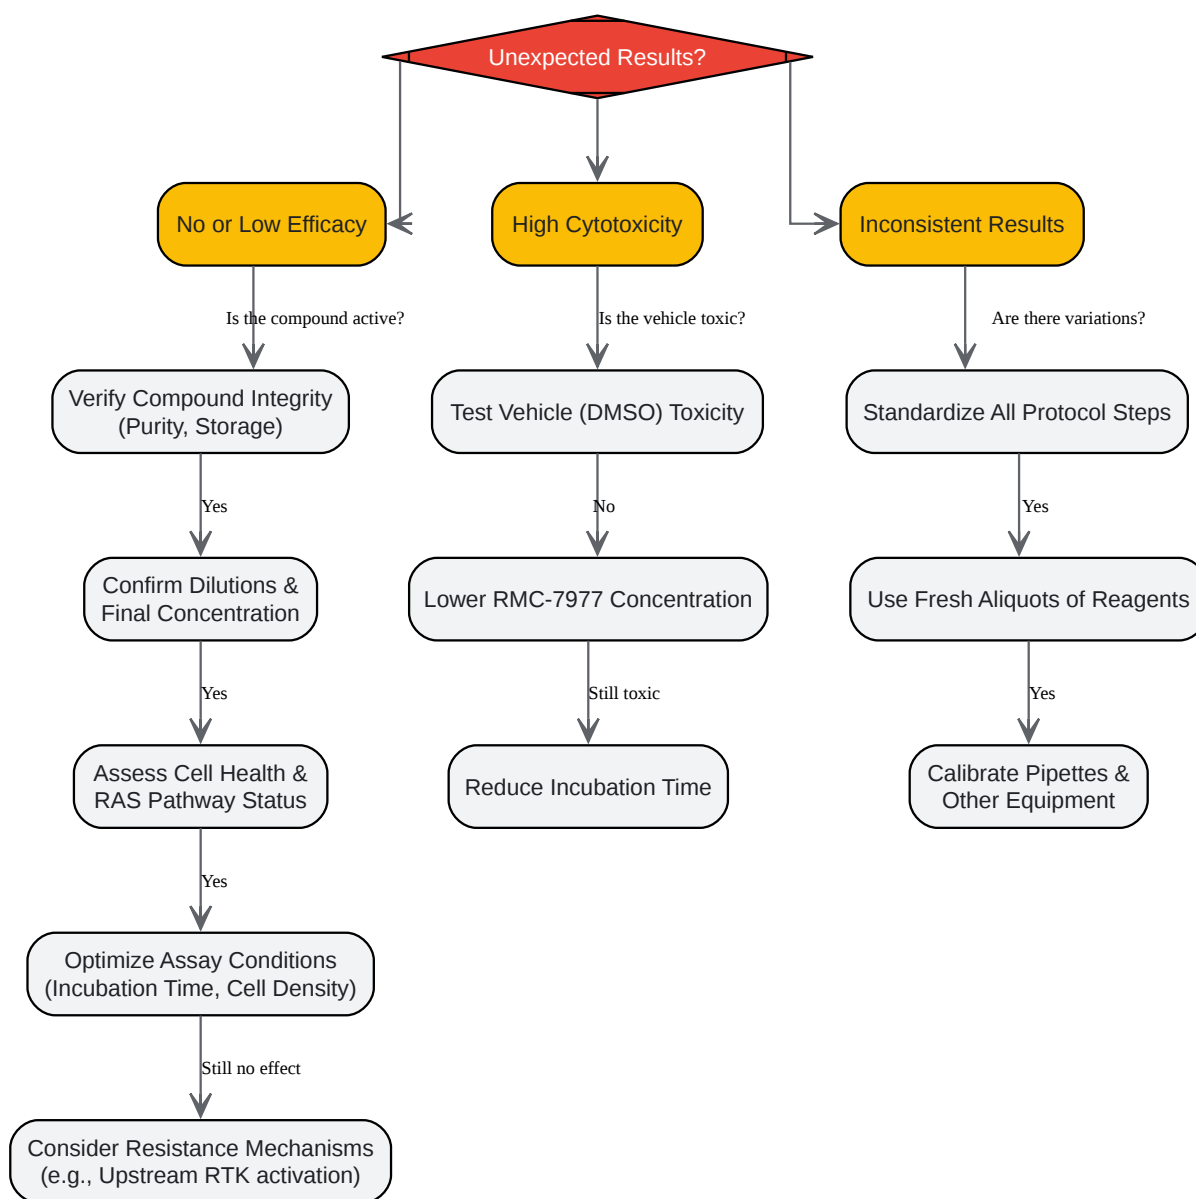 Unexpected Results?
No or Low Efficacy
High Cytotoxicity
Inconsistent Results
Is the compound active?
Is the vehicle toxic?
Are there variations?
Verify Compound Integrity
(Purity, Storage)
Test Vehicle (DMSO) Toxicity
Standardize All Protocol Steps
Yes
No
Yes
Confirm Dilutions &
Final Concentration
Lower RMC-7977 Concentration
Use Fresh Aliquots of Reagents
Yes
Still toxic
Yes
Assess Cell Health &
RAS Pathway Status
Reduce Incubation Time
Calibrate Pipettes &
Other Equipment
Yes
Optimize Assay Conditions
(Incubation Time, Cell Density)
Still no effect
Consider Resistance Mechanisms
(e.g., Upstream RTK activation)